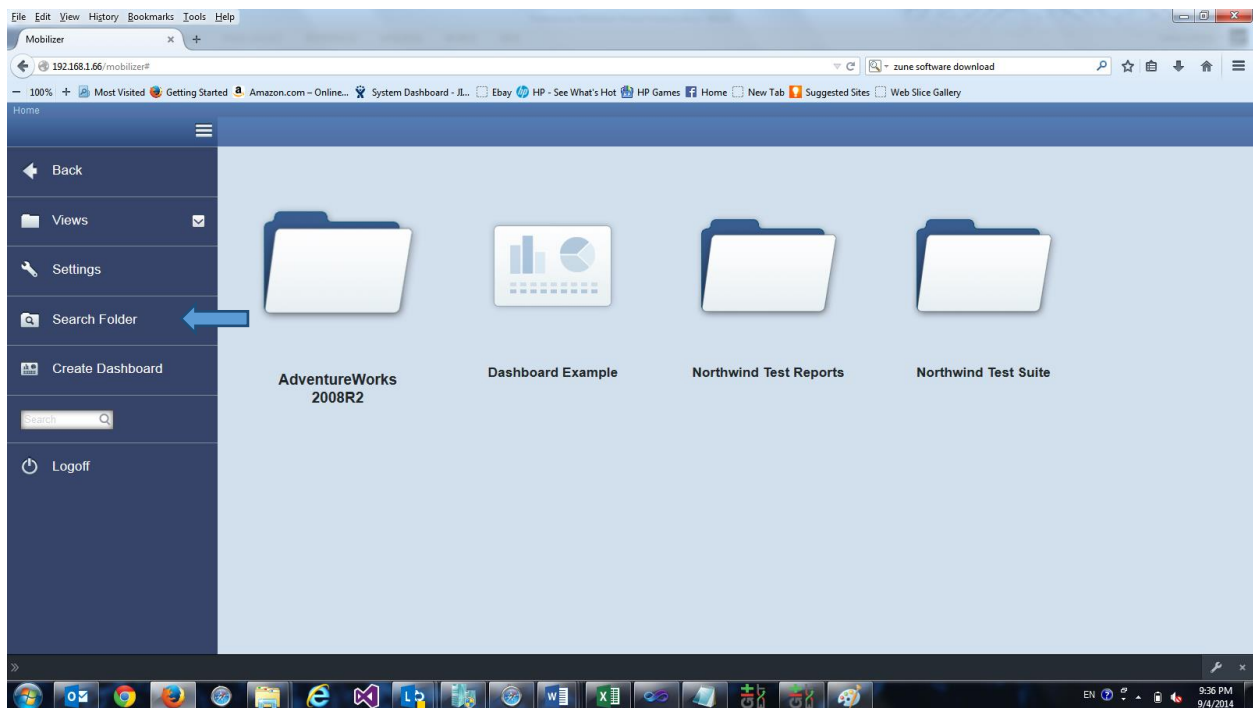 File Edit View History Bookmarks Tools Help
Mobilizer × +
192.168.1.66/mobilizer# zune software download
− 100% + Most Visited Getting Started Amazon.com – Online... System Dashboard - JI... Ebay HP - See What's Hot HP Games Home New Tab Suggested Sites Web Slice Gallery
Home
Back
Views
Settings
Search Folder
Create Dashboard
Search
Logoff
AdventureWorks
2008R2
Dashboard Example
Northwind Test Reports
Northwind Test Suite
EN 9:36 PM
9/4/2014